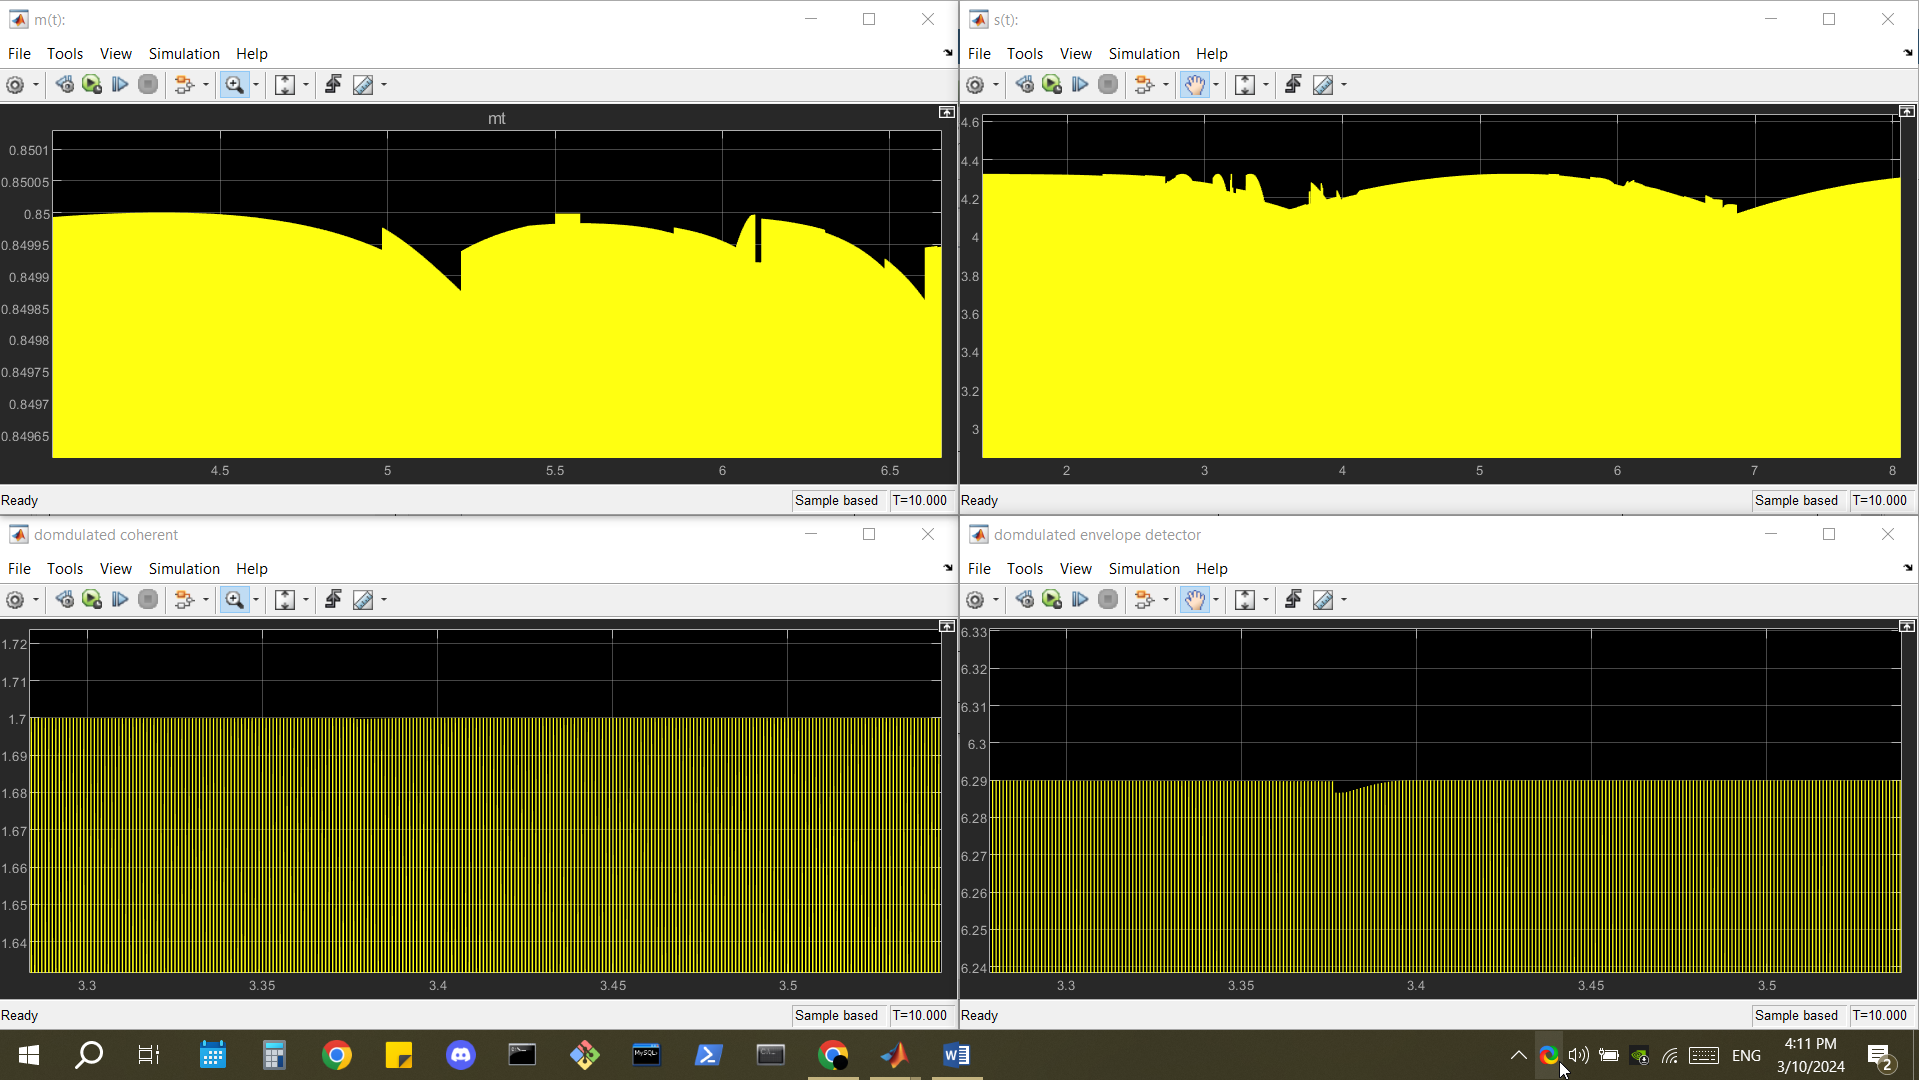 m(t):
File Tools View Simulation Help
mt
0.8501
0.85005
0.85
0.84995
0.8499
0.84985
0.8498
0.84975
0.8497
0.84965
4.5 5 5.5 6 6.5
Ready Sample based T=10.000
s(t):
File Tools View Simulation Help
4.6
4.4
4.2
4
3.8
3.6
3.4
3.2
3
2 3 4 5 6 7 8
Ready Sample based T=10.000
domdulated coherent
File Tools View Simulation Help
1.72
1.71
1.7
1.69
1.68
1.67
1.66
1.65
1.64
3.3 3.35 3.4 3.45 3.5
Ready Sample based T=10.000
domdulated envelope detector
File Tools View Simulation Help
6.33
6.32
6.31
6.3
6.29
6.28
6.27
6.26
6.25
6.24
3.3 3.35 3.4 3.45 3.5
Ready Sample based T=10.000
MySQL
W
ENG
4:11 PM
3/10/2024
2